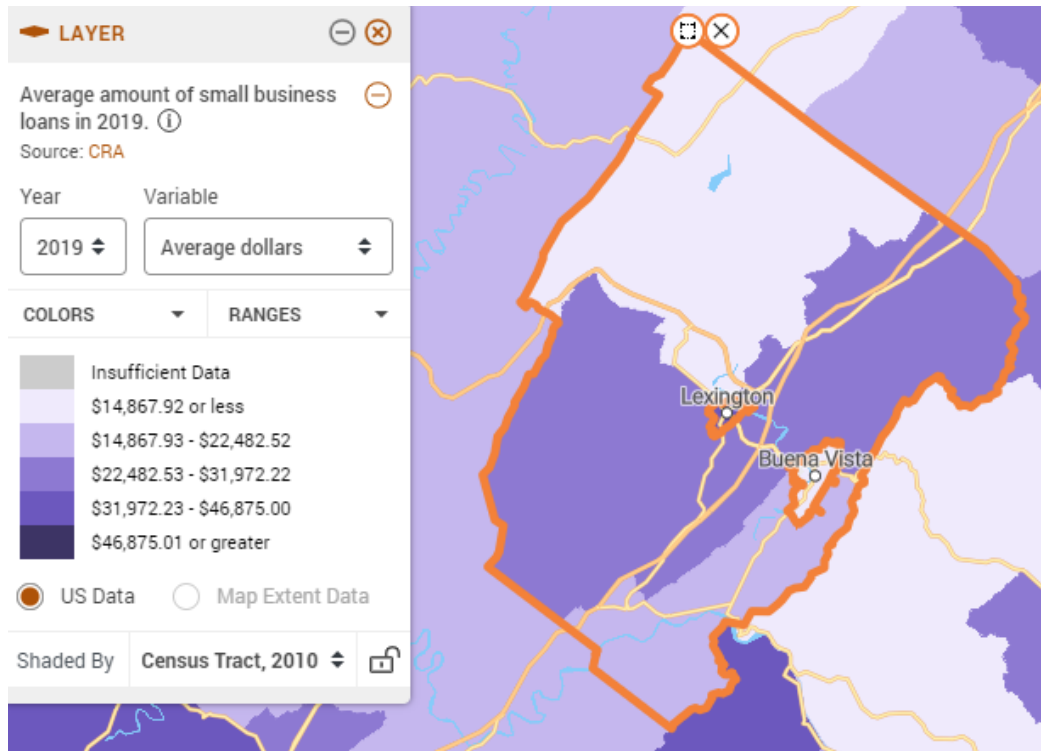 LAYER
Average amount of small business
loans in 2019.
Source: CRA
Year Variable
2019 Average dollars
COLORS RANGES
Insufficient Data
$14,867.92 or less
$14,867.93 - $22,482.52
$22,482.53 - $31,972.22
$31,972.23 - $46,875.00
$46,875.01 or greater
US Data Map Extent Data
Shaded By Census Tract, 2010
Lexington
Buena Vista